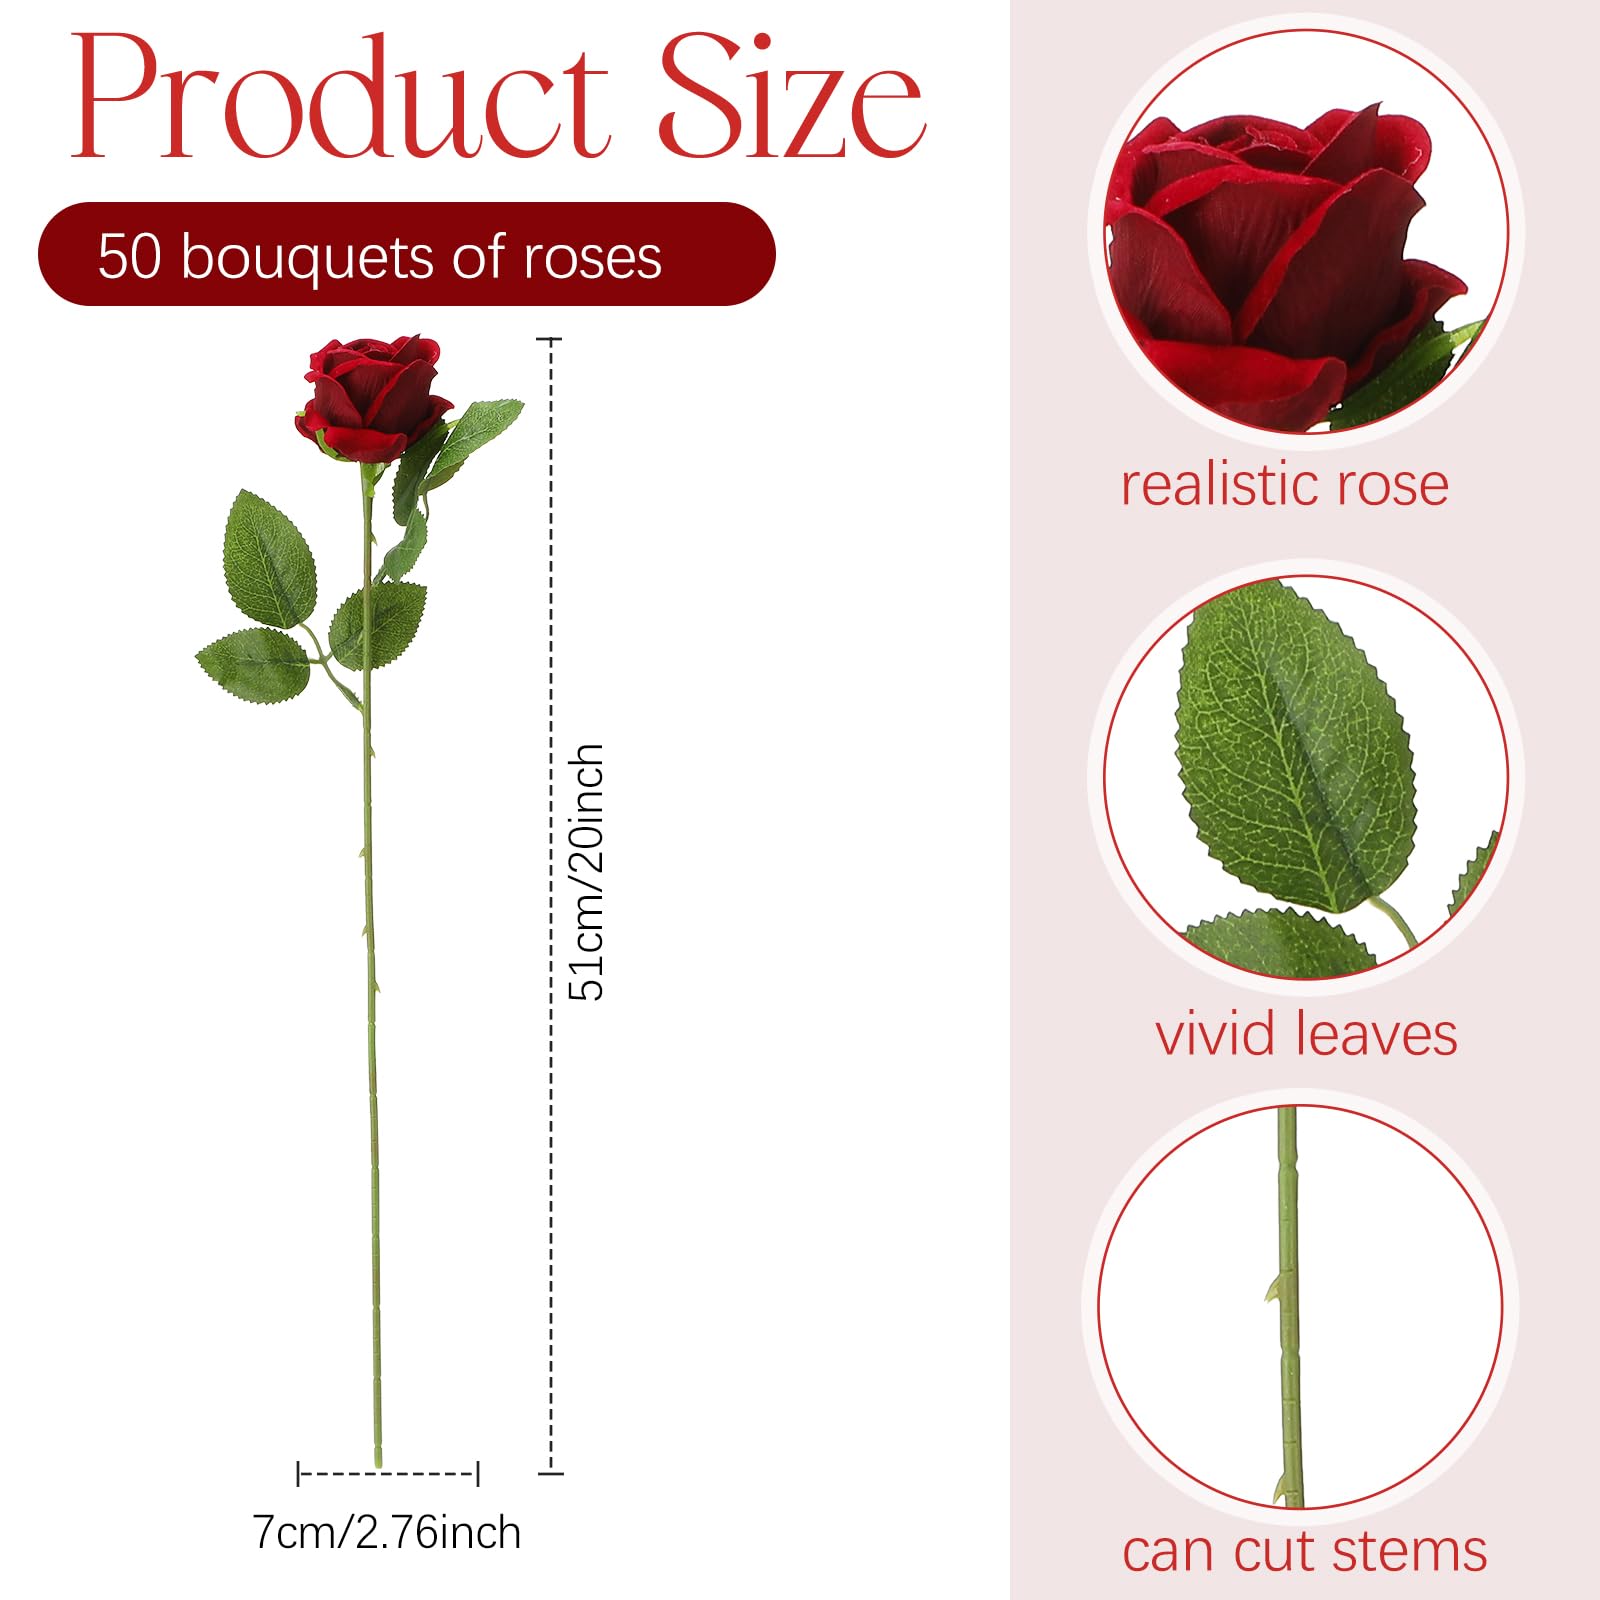 Product Size
50 bouquets of roses
51cm/20inch
7cm/2.76inch
realistic rose
vivid leaves
can cut stems